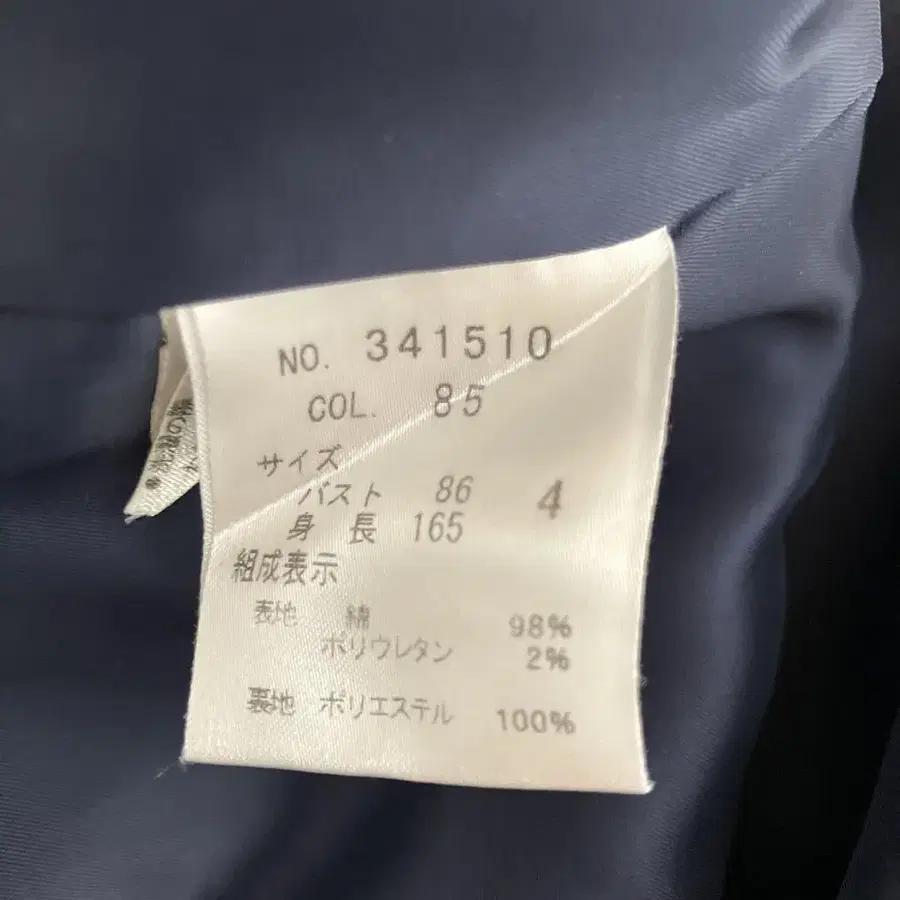 NO. 341510
COL. 85
サイズ
バスト 86 4
身長 165
組成表示
表地 綿 98%
ポリウレタン 2%
裏地 ポリエステル 100%